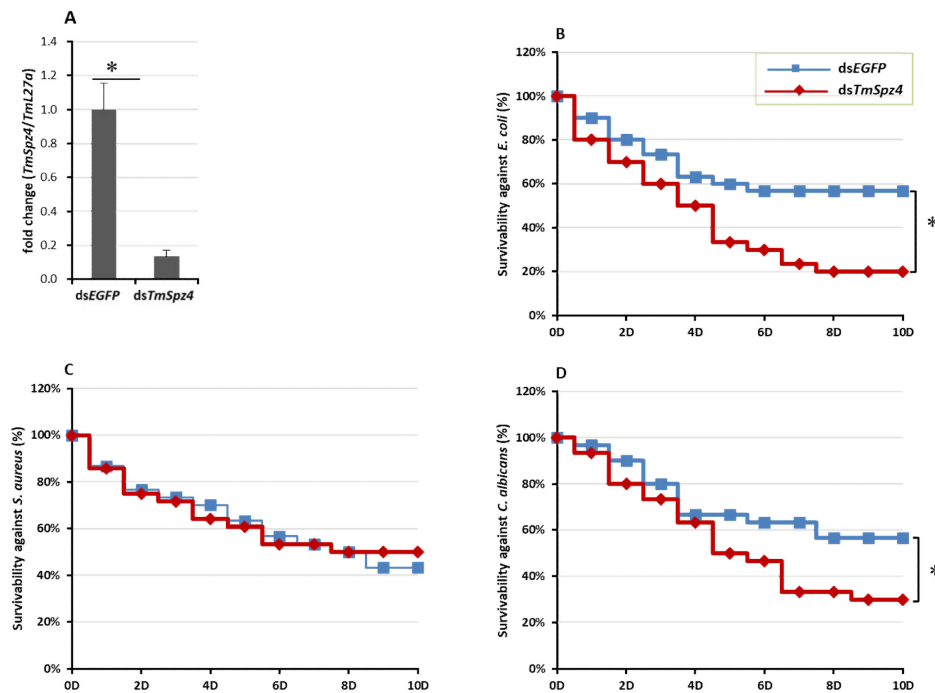 A
fold change (TmSpz4/TmL27a)
1.4
1.2
1.0
0.8
0.6
0.4
0.2
0.0
*
dsEGFP dsTmSpz4
B
Survivability against E. coli (%)
120%
100%
80%
60%
40%
20%
0%
dsEGFP
dsTmSpz4
*
0D 2D 4D 6D 8D 10D
C
Survivability against S. aureus (%)
120%
100%
80%
60%
40%
20%
0%
0D 2D 4D 6D 8D 10D
D
Survivability against C. albicans (%)
120%
100%
80%
60%
40%
20%
0%
*
0D 2D 4D 6D 8D 10D